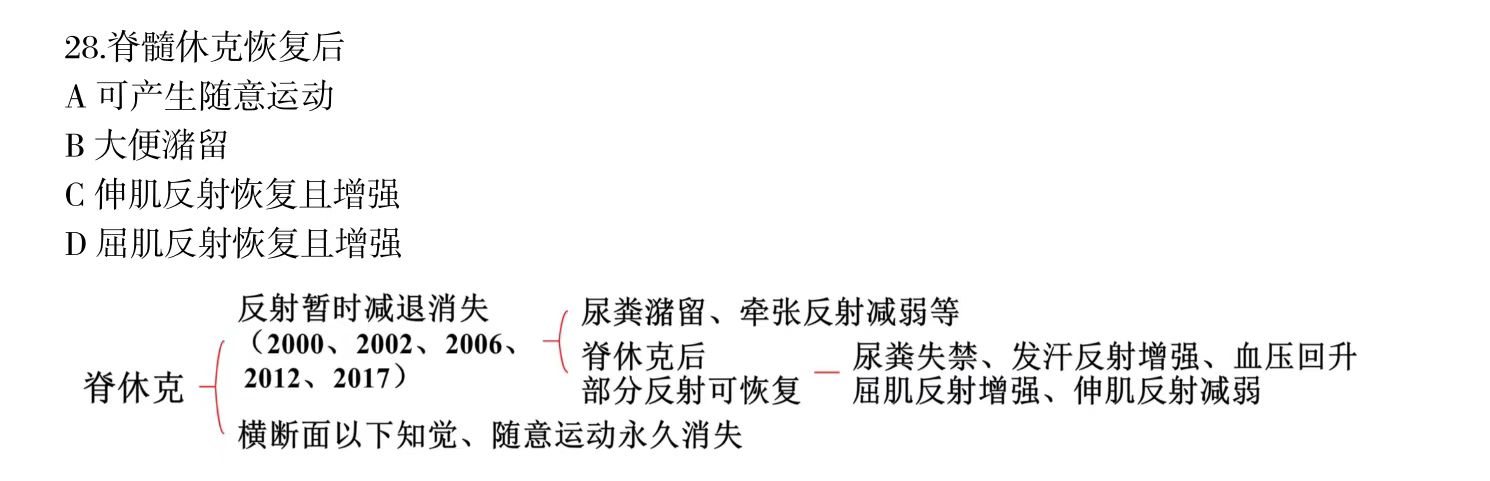 28.脊髓休克恢复后
A 可产生随意运动
B 大便潴留
C 伸肌反射恢复且增强
D 屈肌反射恢复且增强
脊休克
反射暂时减退消失
（2000、2002、2006、
2012、2017）
尿粪潴留、牵张反射减弱等
脊休克后
部分反射可恢复
尿粪失禁、发汗反射增强、血压回升
屈肌反射增强、伸肌反射减弱
横断面以下知觉、随意运动永久消失